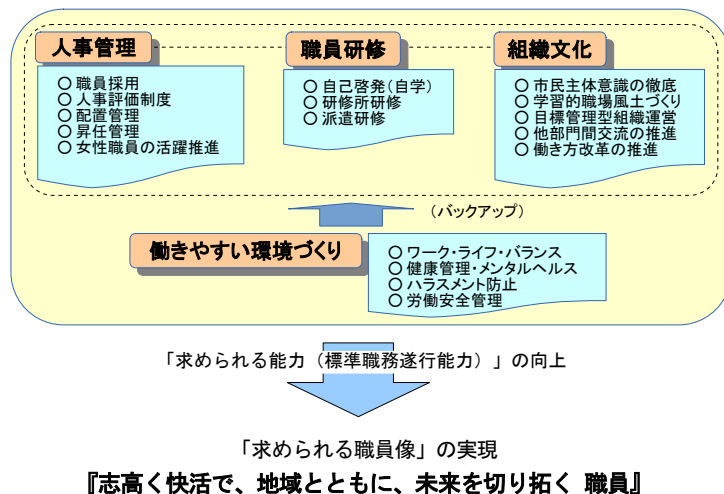 人事管理
○ 職員採用
○ 人事評価制度
○ 配置管理
○ 昇任管理
○ 女性職員の活躍推進
職員研修
○ 自己啓発（自学）
○ 研修所研修
○ 派遣研修
組織文化
○ 市民主体意識の徹底
○ 学習的職場風土づくり
○ 目標管理型組織運営
○ 他部門間交流の推進
○ 働き方改革の推進
（バックアップ）
働きやすい環境づくり
○ ワーク・ライフ・バランス
○ 健康管理・メンタルヘルス
○ ハラスメント防止
○ 労働安全管理
「求められる能力（標準職務遂行能力）」の向上
「求められる職員像」の実現
『志高く快活で、地域とともに、未来を切り拓く 職員』